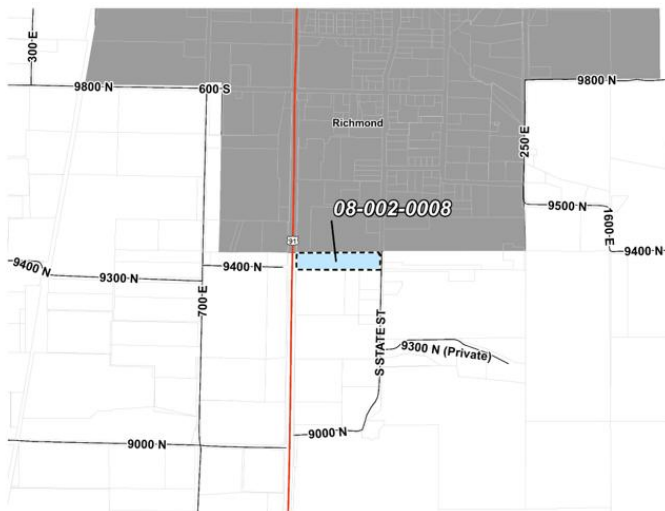 300 E
9800 N
600 S
9800 N
Richmond
250 E
08-002-0008
9500 N
1600 E
91
9400 N
9400 N
9400 N
9300 N
700 E
S STATE ST
9300 N (Private)
9000 N
9000 N